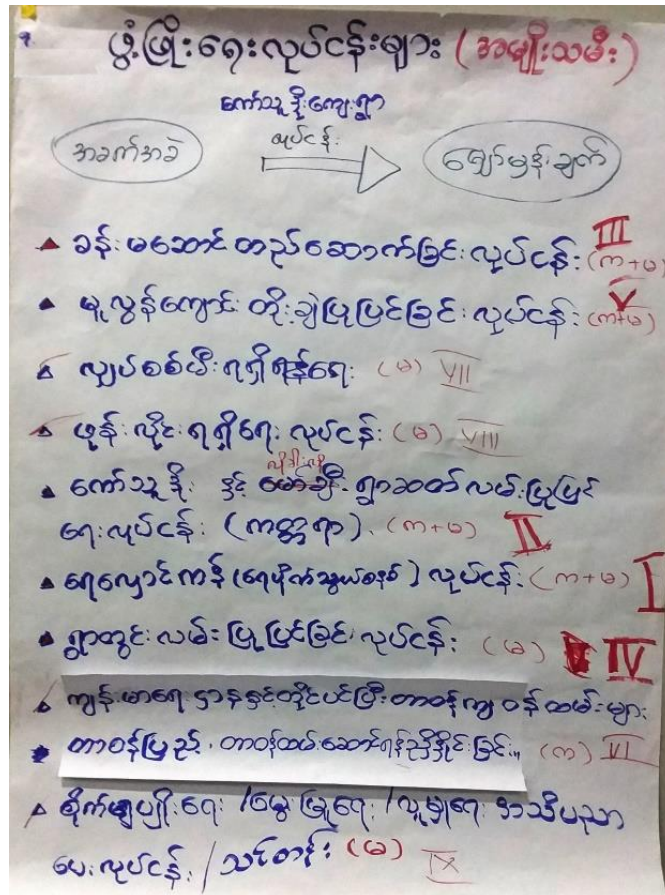 ဖွံ့ဖြိုးရေးလုပ်ငန်းများ (အမျိုးသမီး)
ကော်သူဒိုးကျေးရွာ
အခက်အခဲ လုပ်ငန်း မျှော်မှန်းချက်
▲ ခန်းမဆောင် တည်ဆောက်ခြင်းလုပ်ငန်း (က+မ) III
▲ မူလွန်ကျောင်း တိုးချဲ့ပြုပြင်ခြင်း လုပ်ငန်း (က+မ) V
▲ လျှပ်စစ်မီးရရှိရန်ရေး (မ) VII
▲ ဖုန်းလိုင်းရရှိရေး လုပ်ငန်း (မ) VIII
▲ ကော်သူဒိုး နှင့် ရွာဆက်လမ်းပြုပြင်
ရေးလုပ်ငန်း (ကတ္တရာ). (က+မ) II
▲ ရေလှောင်ကန် (ရေပိုက်သွယ်စနစ်) လုပ်ငန်း (က+မ) I
▲ ရွာတွင်းလမ်းပြုပြင်ခြင်း လုပ်ငန်း (မ) IV
▲ ကျန်းမာရေးဌာနနှင့်တိုင်ပင်ပြီးတာဝန်ကျ ဝန်ထမ်းများ
တာဝန်ပြည့် တာဝန်ထမ်းဆောင်ရန်ညှိနှိုင်းခြင်း။ (က) VI
▲ စိုက်ပျိုးရေး / မွေးမြူရေး / လူမှုရေး အသိပညာ
ပေးလုပ်ငန်း / သင်တန်း (မ) IX